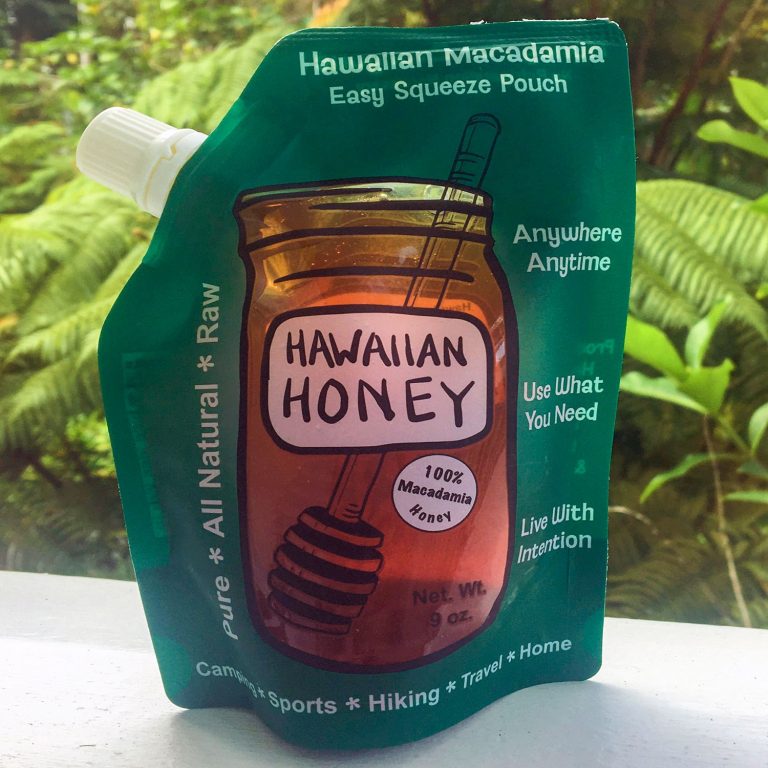 Hawaiian Macadamia
Easy Squeeze Pouch
Anywhere
Anytime
HAWAIIAN
HONEY
Use What
You Need
100%
Macadamia
Honey
Live With
Intention
Net. Wt.
9 oz.
Pure * All Natural * Raw
Camping * Sports * Hiking * Travel * Home